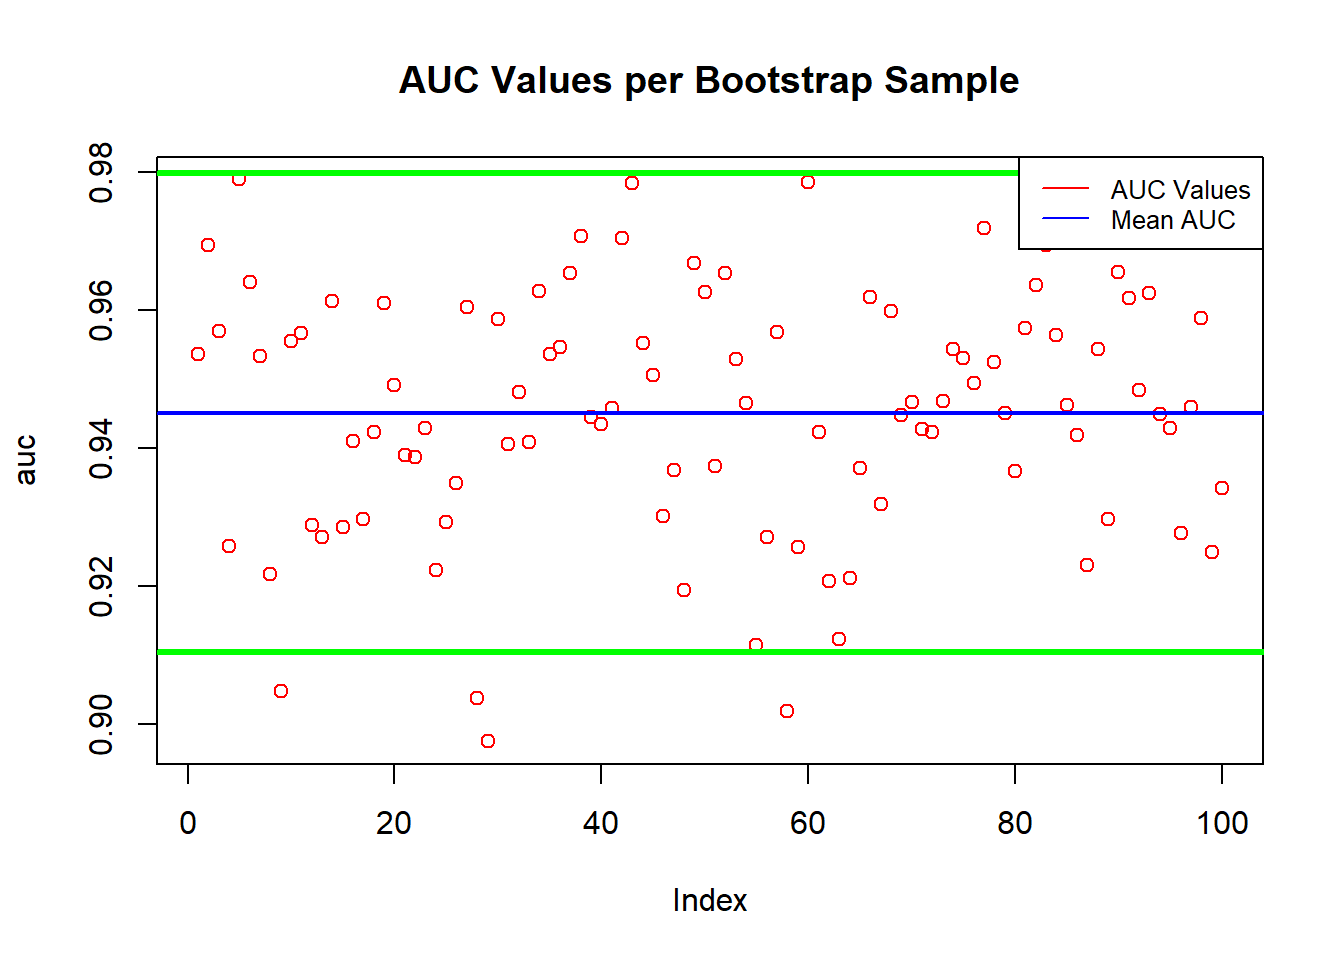 AUC Values per Bootstrap Sample
AUC Values
Mean AUC
auc
0.98
0.96
0.94
0.92
0.90
0 20 40 60 80 100
Index